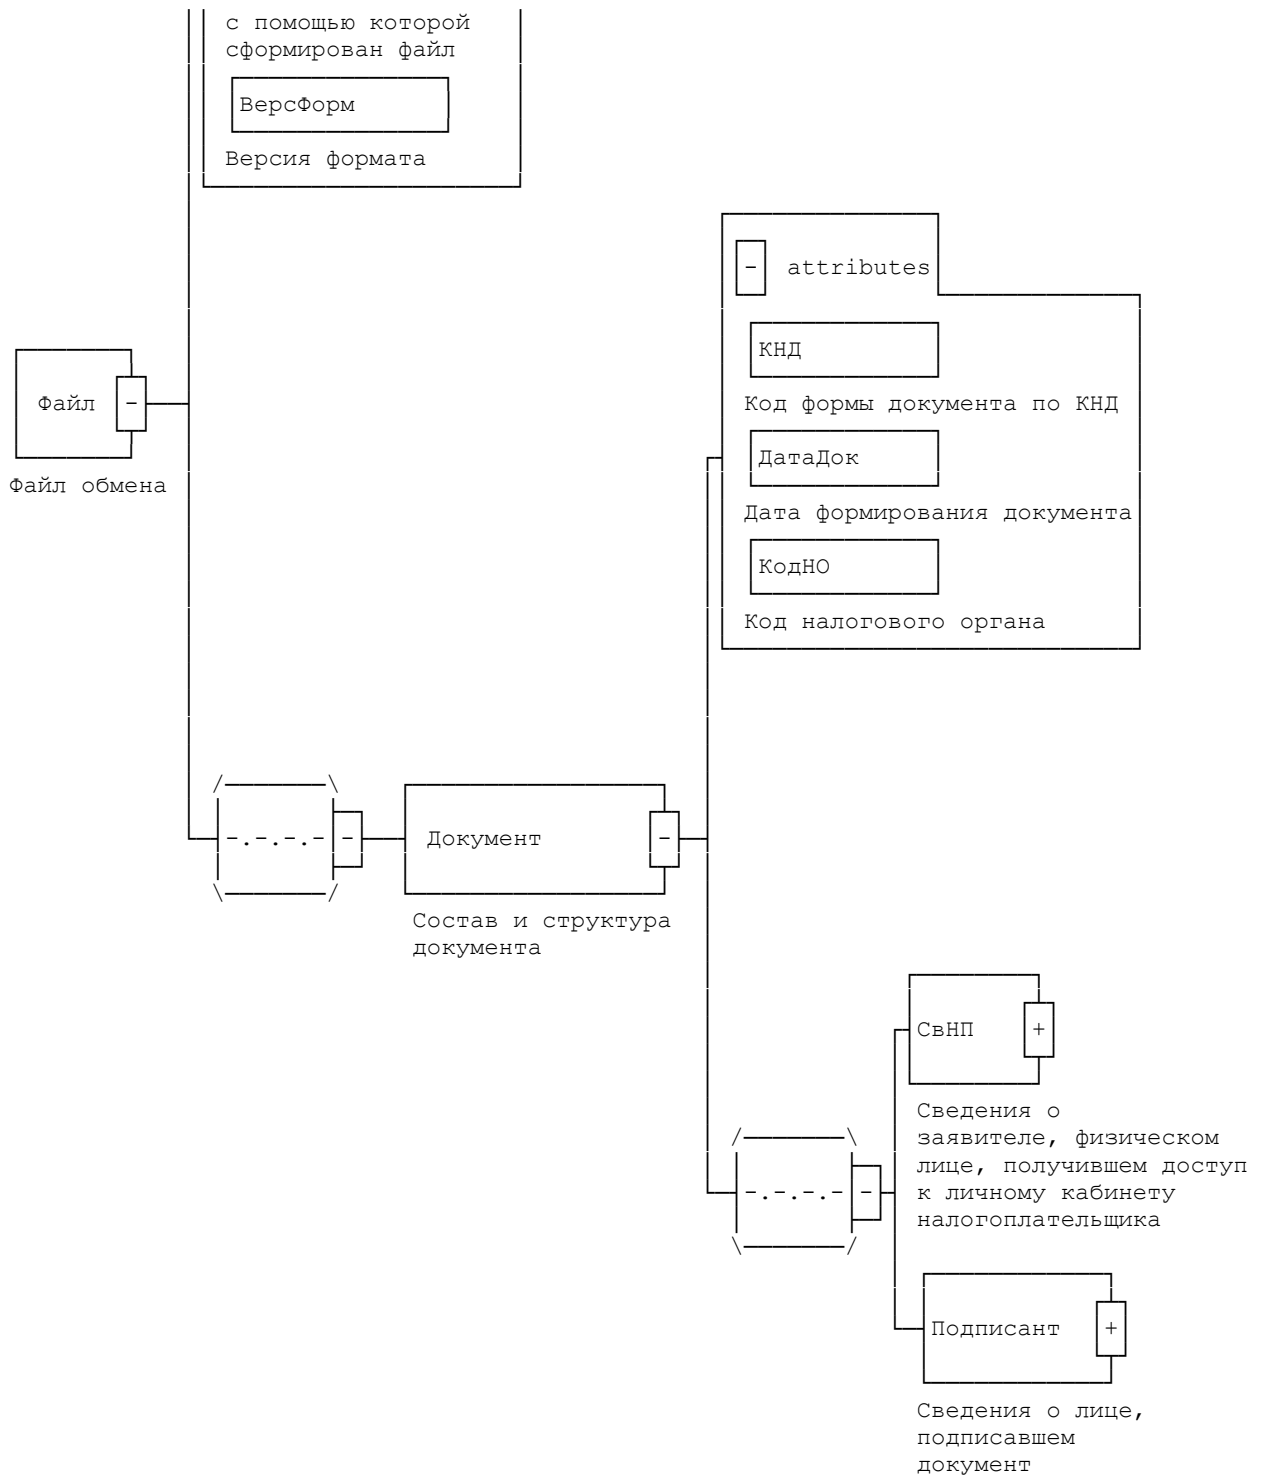 с помощью которой
сформирован файл
ВерсФорм
Версия формата
- attributes
КНД
Файл -
Код формы документа по КНД
ДатаДок
Файл обмена
Дата формирования документа
КодНО
Код налогового органа
-.-.-.- - Документ -
Состав и структура
документа
СвНП +
Сведения о
заявителе, физическом
лице, получившем доступ
-.-.-.- - к личному кабинету
налогоплательщика
Подписант +
Сведения о лице,
подписавшем
документ